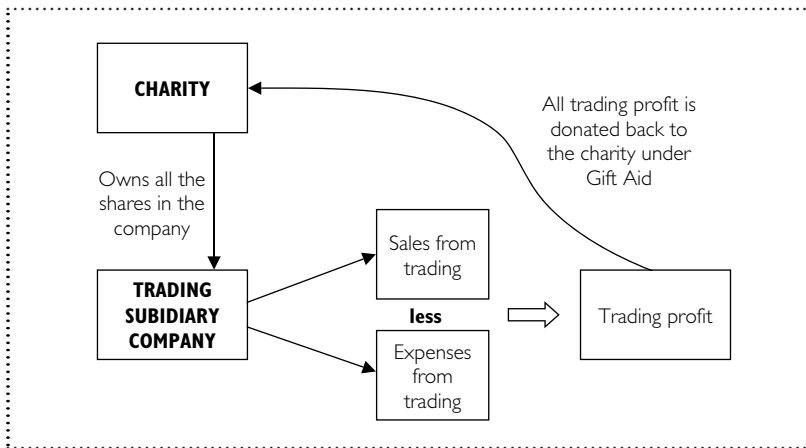 CHARITY
All trading profit is
donated back to
the charity under
Gift Aid
Owns all the
shares in the
company
Sales from
trading
TRADING
SUBIDIARY
COMPANY
less
Trading profit
Expenses
from
trading